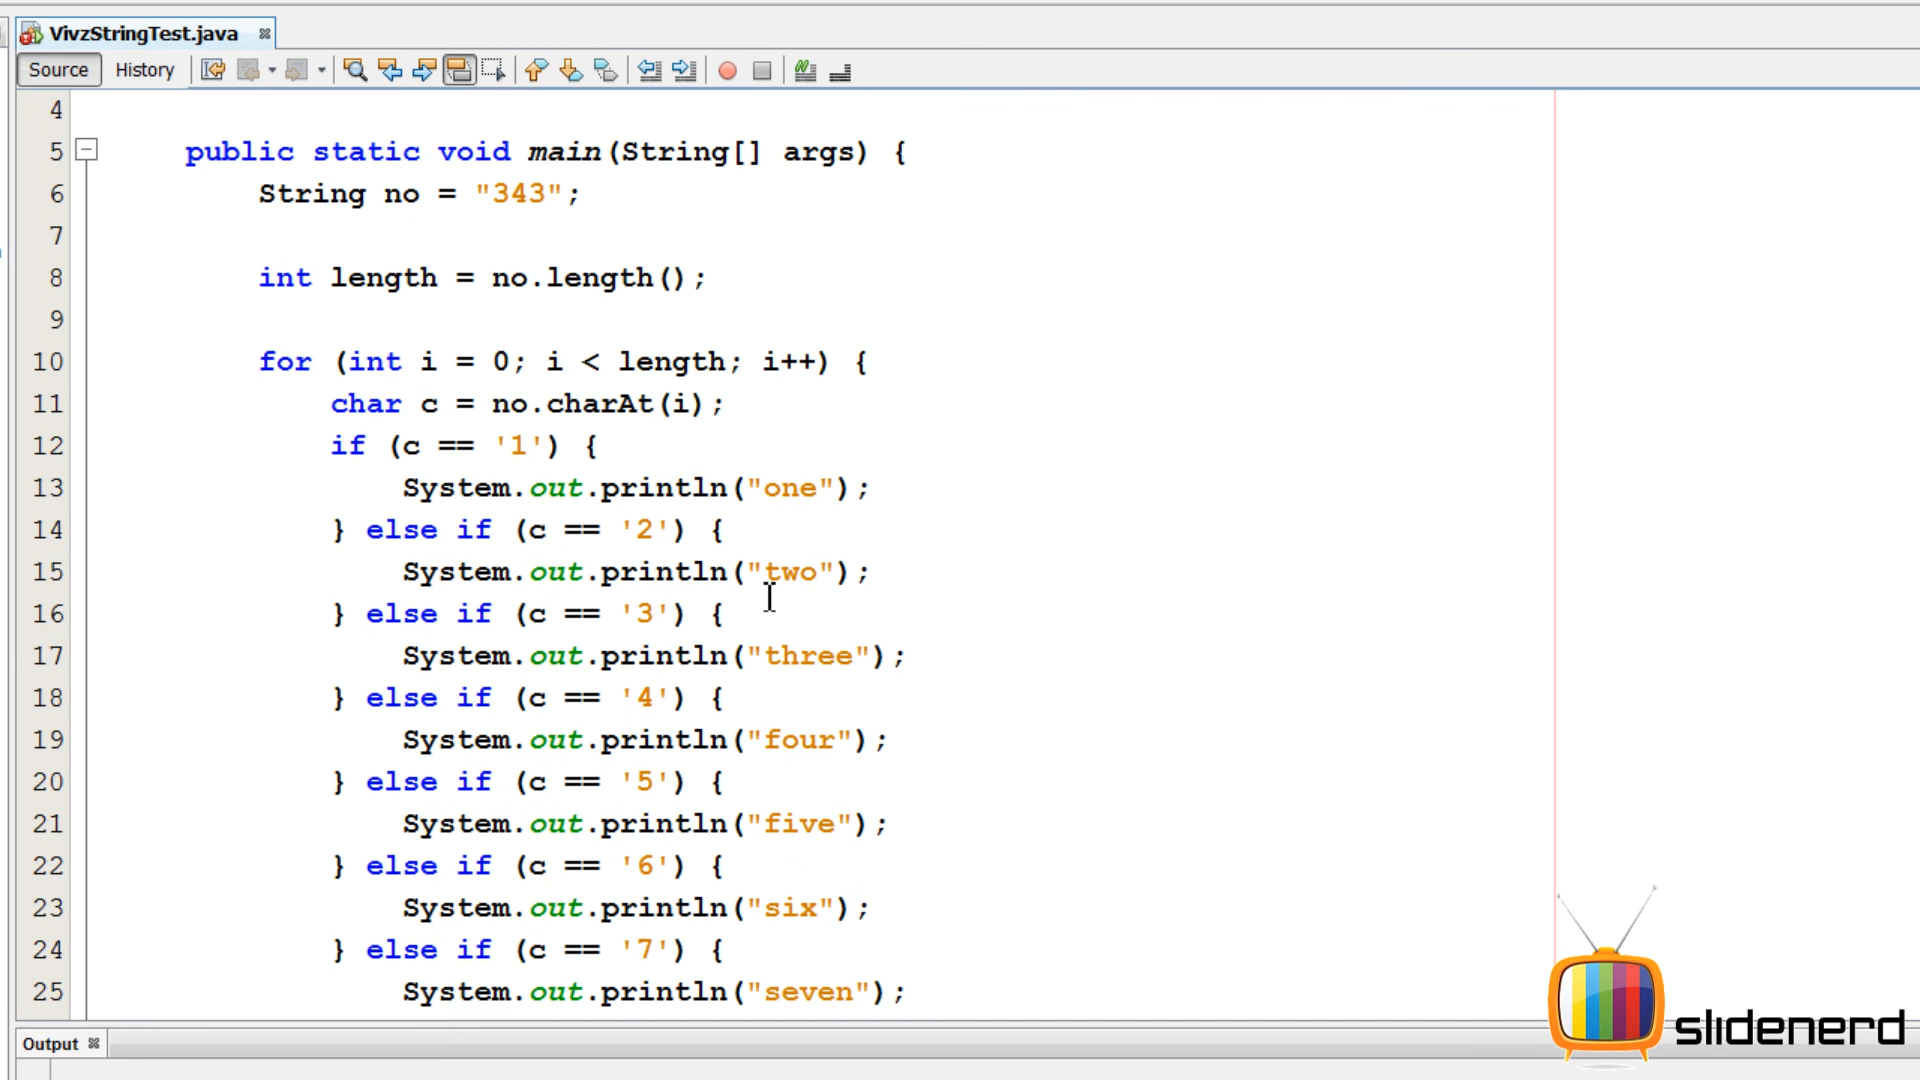 VivzStringTest.java
Source History
4
5 public static void main(String[] args) {
6 String no = "343";
7
8 int length = no.length();
9
10 for (int i = 0; i < length; i++) {
11 char c = no.charAt(i);
12 if (c == '1') {
13 System.out.println("one");
14 } else if (c == '2') {
15 System.out.println("two");
16 } else if (c == '3') {
17 System.out.println("three");
18 } else if (c == '4') {
19 System.out.println("four");
20 } else if (c == '5') {
21 System.out.println("five");
22 } else if (c == '6') {
23 System.out.println("six");
24 } else if (c == '7') {
25 System.out.println("seven");
slidenerd
Output